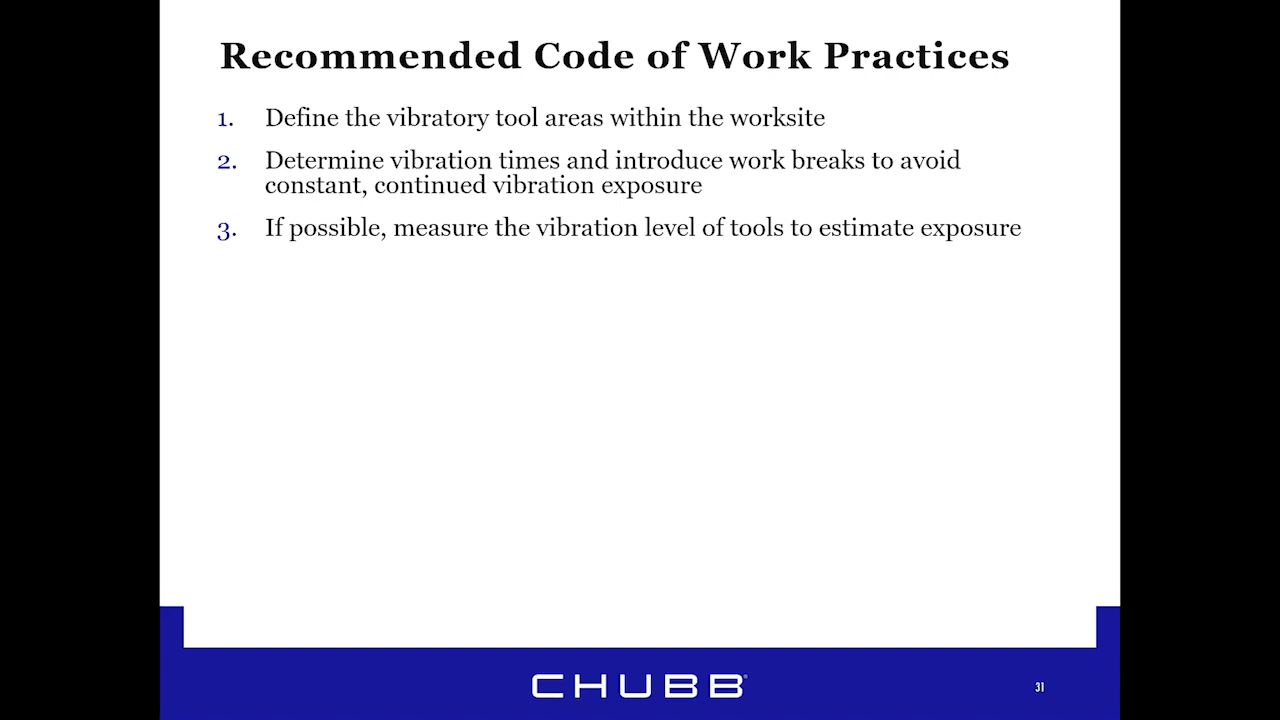 Recommended Code of Work Practices
1. Define the vibratory tool areas within the worksite
2. Determine vibration times and introduce work breaks to avoid
constant, continued vibration exposure
3. If possible, measure the vibration level of tools to estimate exposure
CHUBB®
31